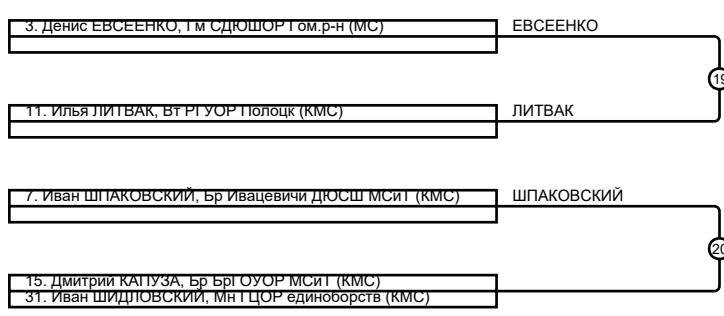 3. Денис ЕВСЕЕНКО, Гм СДЮШОР Гом.р-н (МС) ЕВСЕЕНКО
19
11. Илья ЛИТВАК, Вт РГУОР Полоцк (КМС) ЛИТВАК
7. Иван ШПАКОВСКИЙ, Бр Ивацевичи ДЮСШ МСиТ (КМС) ШПАКОВСКИЙ
20
15. Дмитрий КАПУЗА, Бр БрГОУОР МСиТ (КМС)
31. Иван ШИДЛОВСКИЙ, Мн ГЦОР единоборств (КМС)